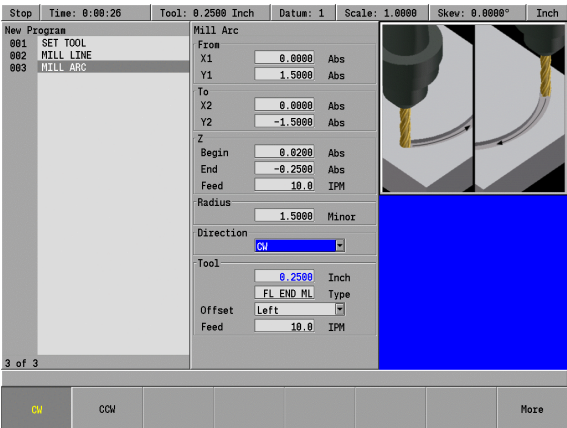 Stop Time: 0:00:26 Tool: 0.2500 Inch Datum: 1 Scale: 1.0000 Skew: 0.0000° Inch
New Program
001 SET TOOL
002 MILL LINE
003 MILL ARC
3 of 3
Mill Arc
From
X1 0.0000 Abs
Y1 1.5000 Abs
To
X2 0.0000 Abs
Y2 -1.5000 Abs
Z
Begin 0.0200 Abs
End -0.2500 Abs
Feed 10.0 IPM
Radius
1.5000 Minor
Direction
CW
Tool
0.2500 Inch
FL END ML Type
Offset Left
Feed 10.0 IPM
CW CCW More